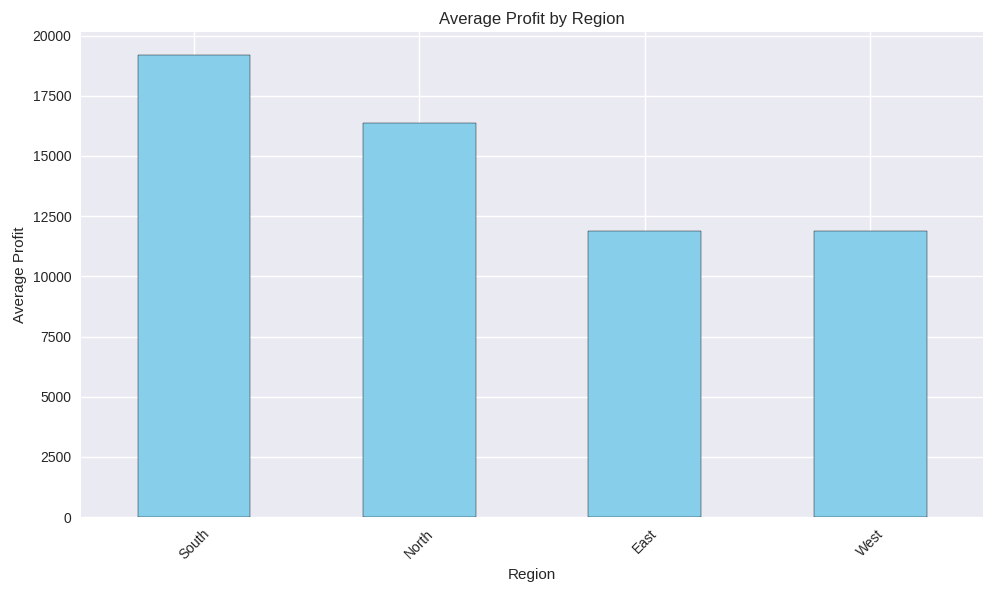 Average Profit by Region
20000
17500
15000
12500
10000
7500
5000
2500
0
Average Profit
South
North
East
West
Region